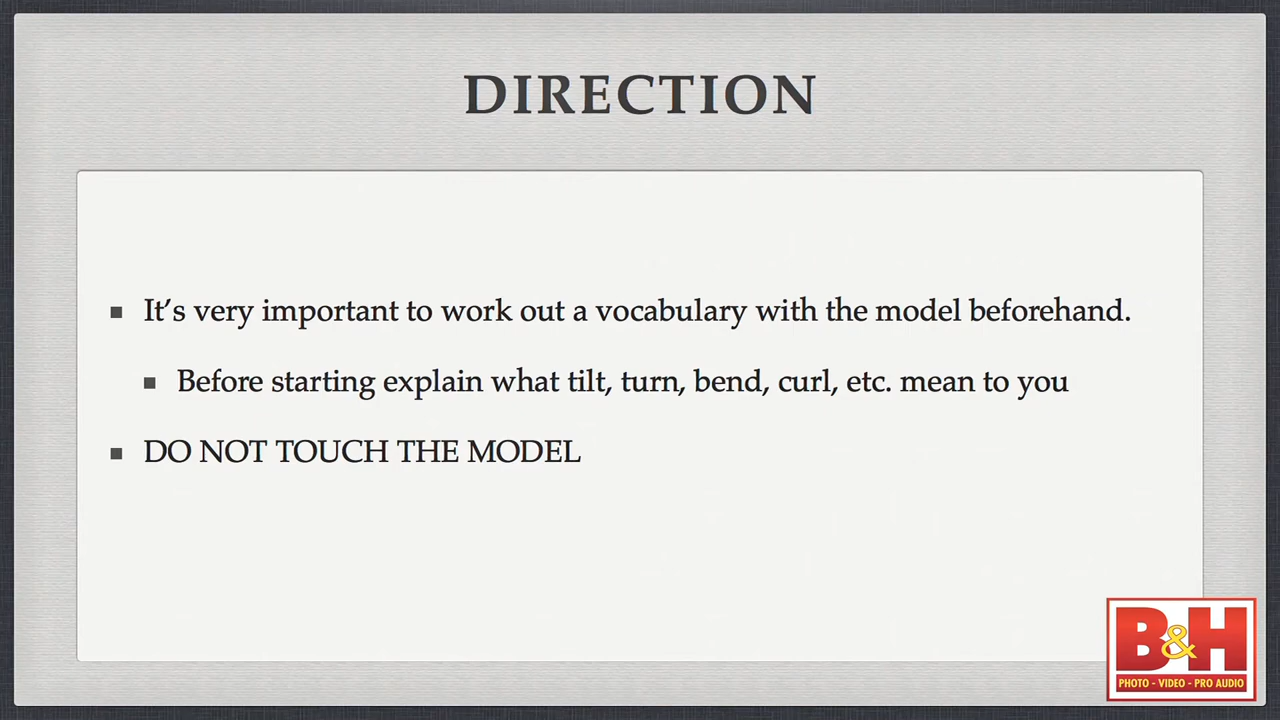 DIRECTION
It's very important to work out a vocabulary with the model beforehand.
Before starting explain what tilt, turn, bend, curl, etc. mean to you
DO NOT TOUCH THE MODEL
B&H
PHOTO - VIDEO - PRO AUDIO